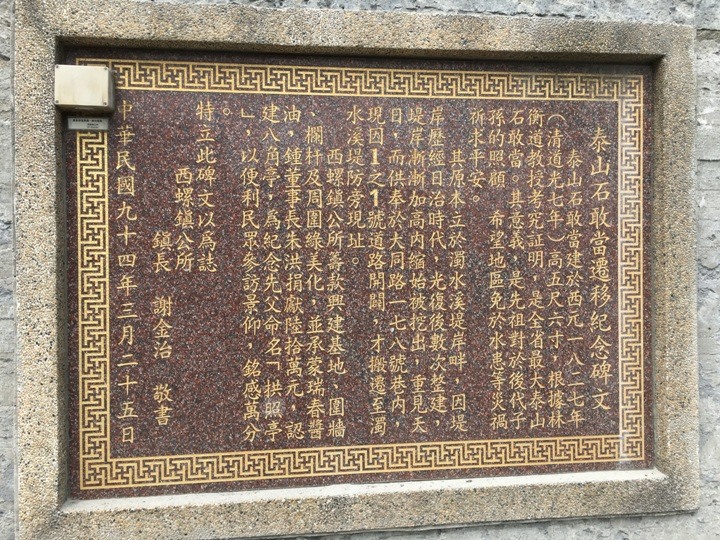 泰山石敢當遷移紀念碑文
泰山石敢當建於西元一八二七年
(清道光七年)高五尺六寸,根據林
衡道教授考究証明,是全省最大泰山
石敢當。其意義,是先祖對於後代子
孫的照顧,希望地區免於水患等災禍
祈求平安。
其原本立於濁水溪堤岸畔,因堤
岸歷經日治時代,光復後數次整建,
堤岸漸漸加高內縮始被挖出,重見天
日,而供奉於大同路一七八號巷內,
現因1之1號道路開闢,才搬遷至濁
水溪堤防旁現址。
西螺鎮公所籌款興建基地、圍牆
、欄杆及周圍綠美化,並承蒙瑞春醬
油,鍾董事長朱洪捐獻陸拾萬元,認
建八角亭,為紀念先父命名「拱照亭
」,以便利民眾參訪景仰,銘感萬分
。
特立此碑文以為誌
西螺鎮公所
鎮長 謝金治 敬書
中華民國九十四年三月二十五日